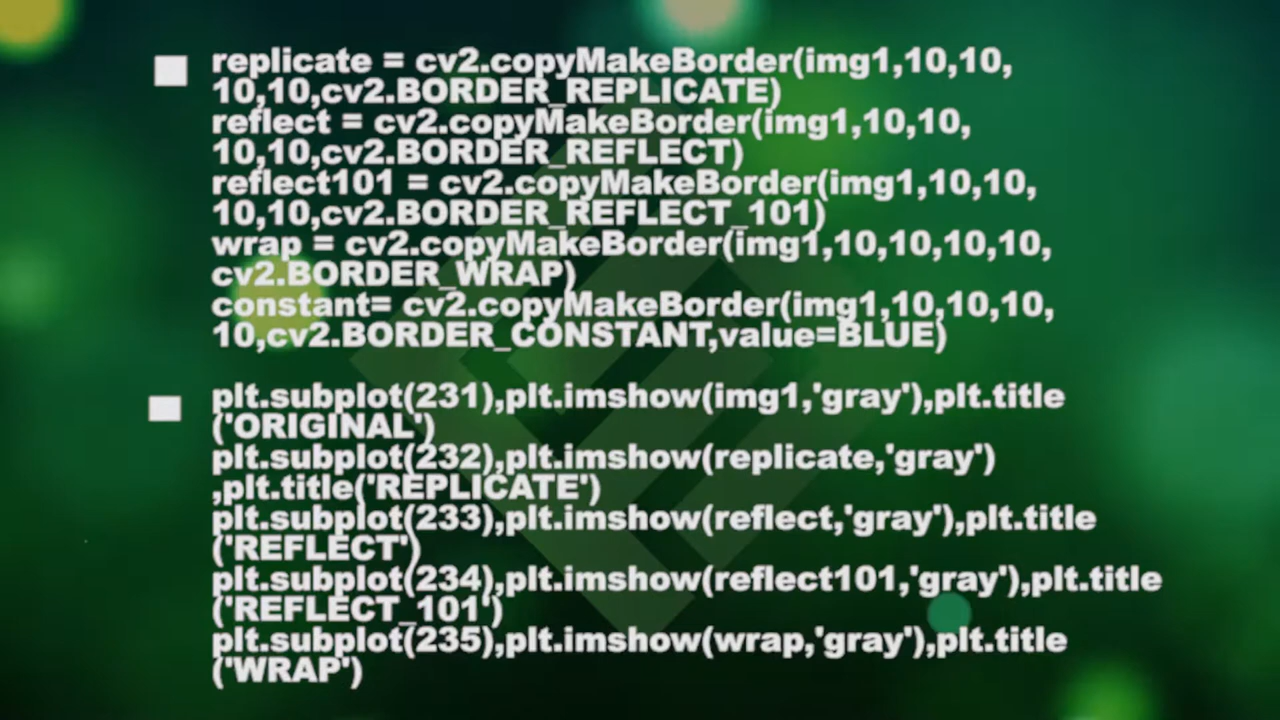 replicate = cv2.copyMakeBorder(img1,10,10,
10,10,cv2.BORDER_REPLICATE)
reflect = cv2.copyMakeBorder(img1,10,10,
10,10,cv2.BORDER_REFLECT)
reflect101 = cv2.copyMakeBorder(img1,10,10,
10,10,cv2.BORDER_REFLECT_101)
wrap = cv2.copyMakeBorder(img1,10,10,10,10,
cv2.BORDER_WRAP)
constant= cv2.copyMakeBorder(img1,10,10,10,
10,cv2.BORDER_CONSTANT,value=BLUE)
plt.subplot(231),plt.imshow(img1,'gray'),plt.title
('ORIGINAL')
plt.subplot(232),plt.imshow(replicate,'gray')
,plt.title('REPLICATE')
plt.subplot(233),plt.imshow(reflect,'gray'),plt.title
('REFLECT')
plt.subplot(234),plt.imshow(reflect101,'gray'),plt.title
('REFLECT_101')
plt.subplot(235),plt.imshow(wrap,'gray'),plt.title
('WRAP')